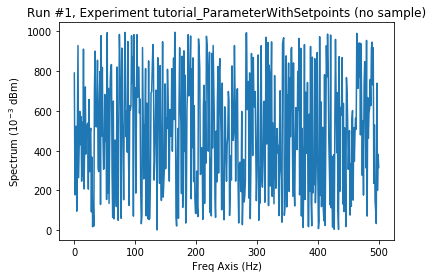 Run #1, Experiment tutorial_ParameterWithSetpoints (no sample)
1000
800
600
400
200
0
Spectrum (10⁻³ dBm)
0 100 200 300 400 500
Freq Axis (Hz)